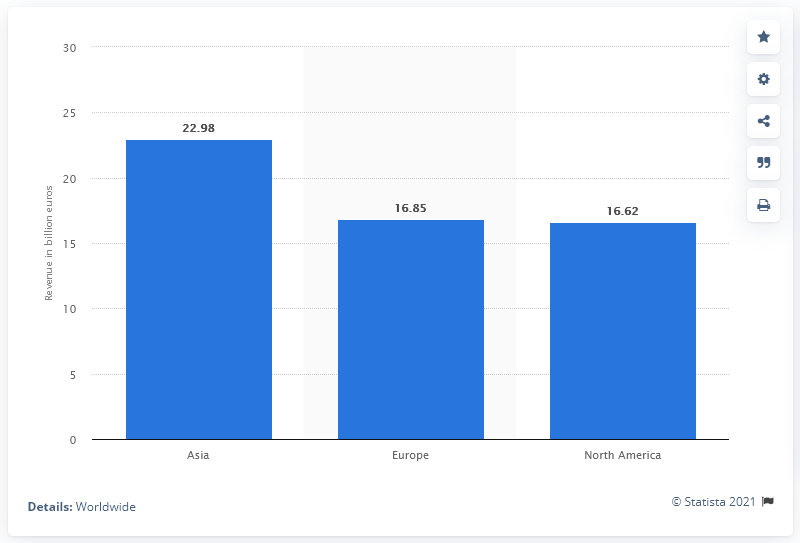 30
25
20
15
10
5
0
Revenue in billion euros
22.98
16.85
16.62
Asia
Europe
North America
Details: Worldwide
© Statista 2021